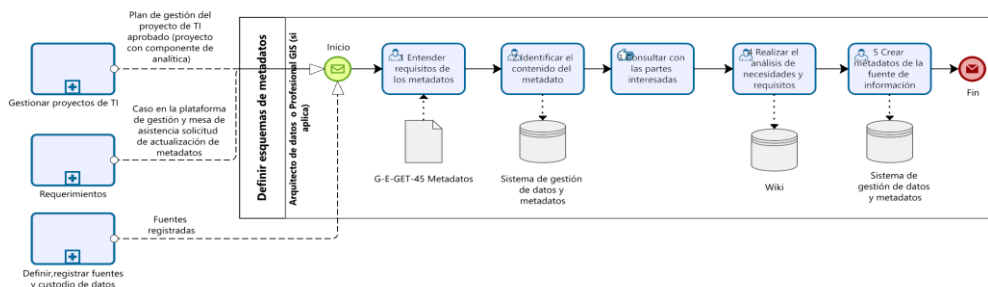 Plan de gestión del
proyecto de TI
aprobado (proyecto
con componente de
analítica)
Gestionar proyectos de TI
Caso en la plataforma
de gestión y mesa de
asistencia solicitud
de actualización de
metadatos
Requerimientos
Fuentes
registradas
Definir,registrar fuentes
y custodio de datos
Definir esquemas de metadatos
Arquitecto de datos o Profesional GIS (si
aplica)
Inicio
1 Entender
requisitos de
los metadatos
G-E-GET-45 Metadatos
Identificar el
contenido del
metadato
Sistema de gestión
de datos y
metadatos
Consultar con
las partes
interesadas
4 Realizar el
análisis de
necesidades y
requisitos
Wiki
5 Crear
metadatos de la
fuente de
información
Sistema de
gestión de datos
y metadatos
Fin